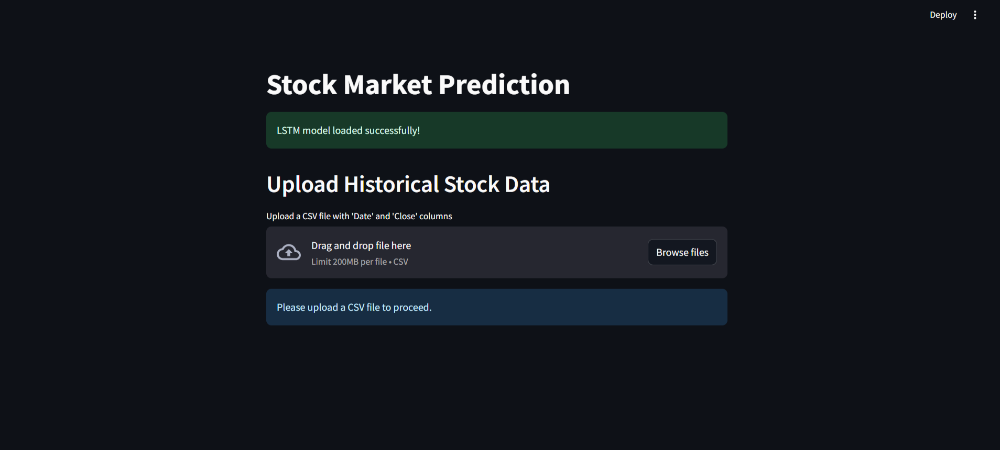 Deploy
Stock Market Prediction
LSTM model loaded successfully!
Upload Historical Stock Data
Upload a CSV file with 'Date' and 'Close' columns
Drag and drop file here
Limit 200MB per file • CSV
Browse files
Please upload a CSV file to proceed.